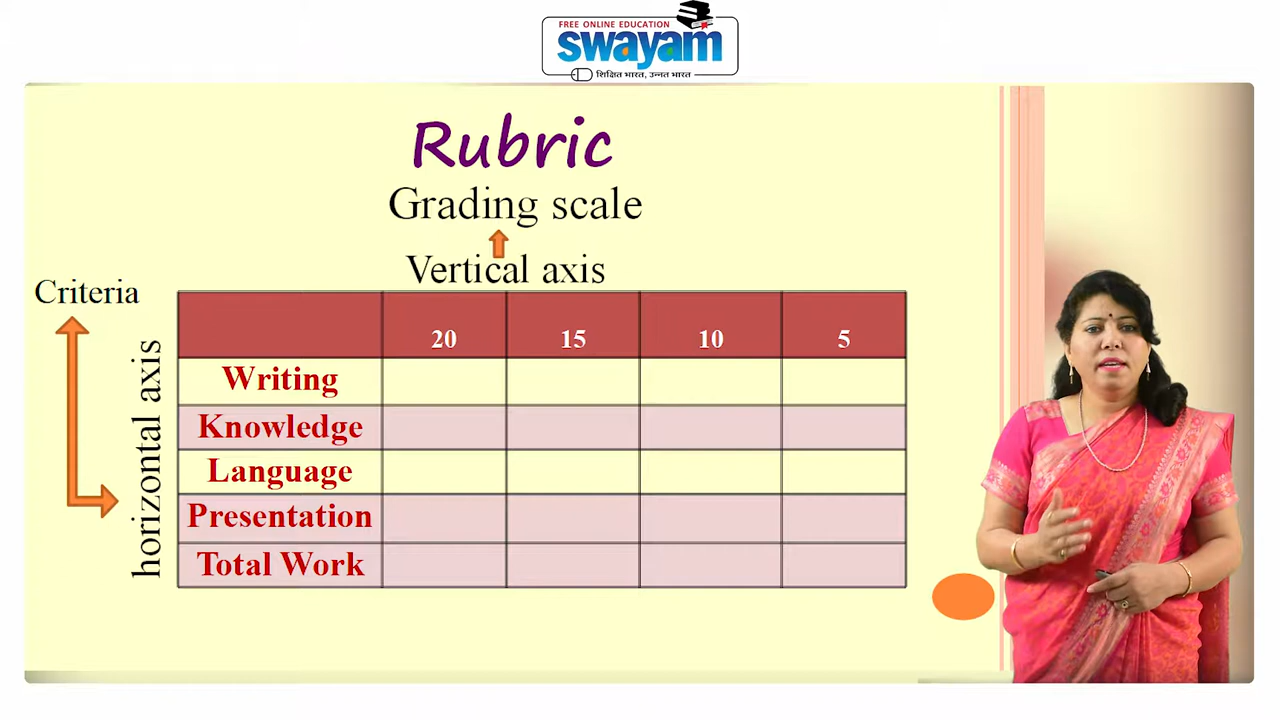 FREE ONLINE EDUCATION
swayam
शिक्षित भारत, उन्नत भारत
Rubric
Grading scale
Vertical axis
Criteria
horizontal axis
20 15 10 5
Writing
Knowledge
Language
Presentation
Total Work